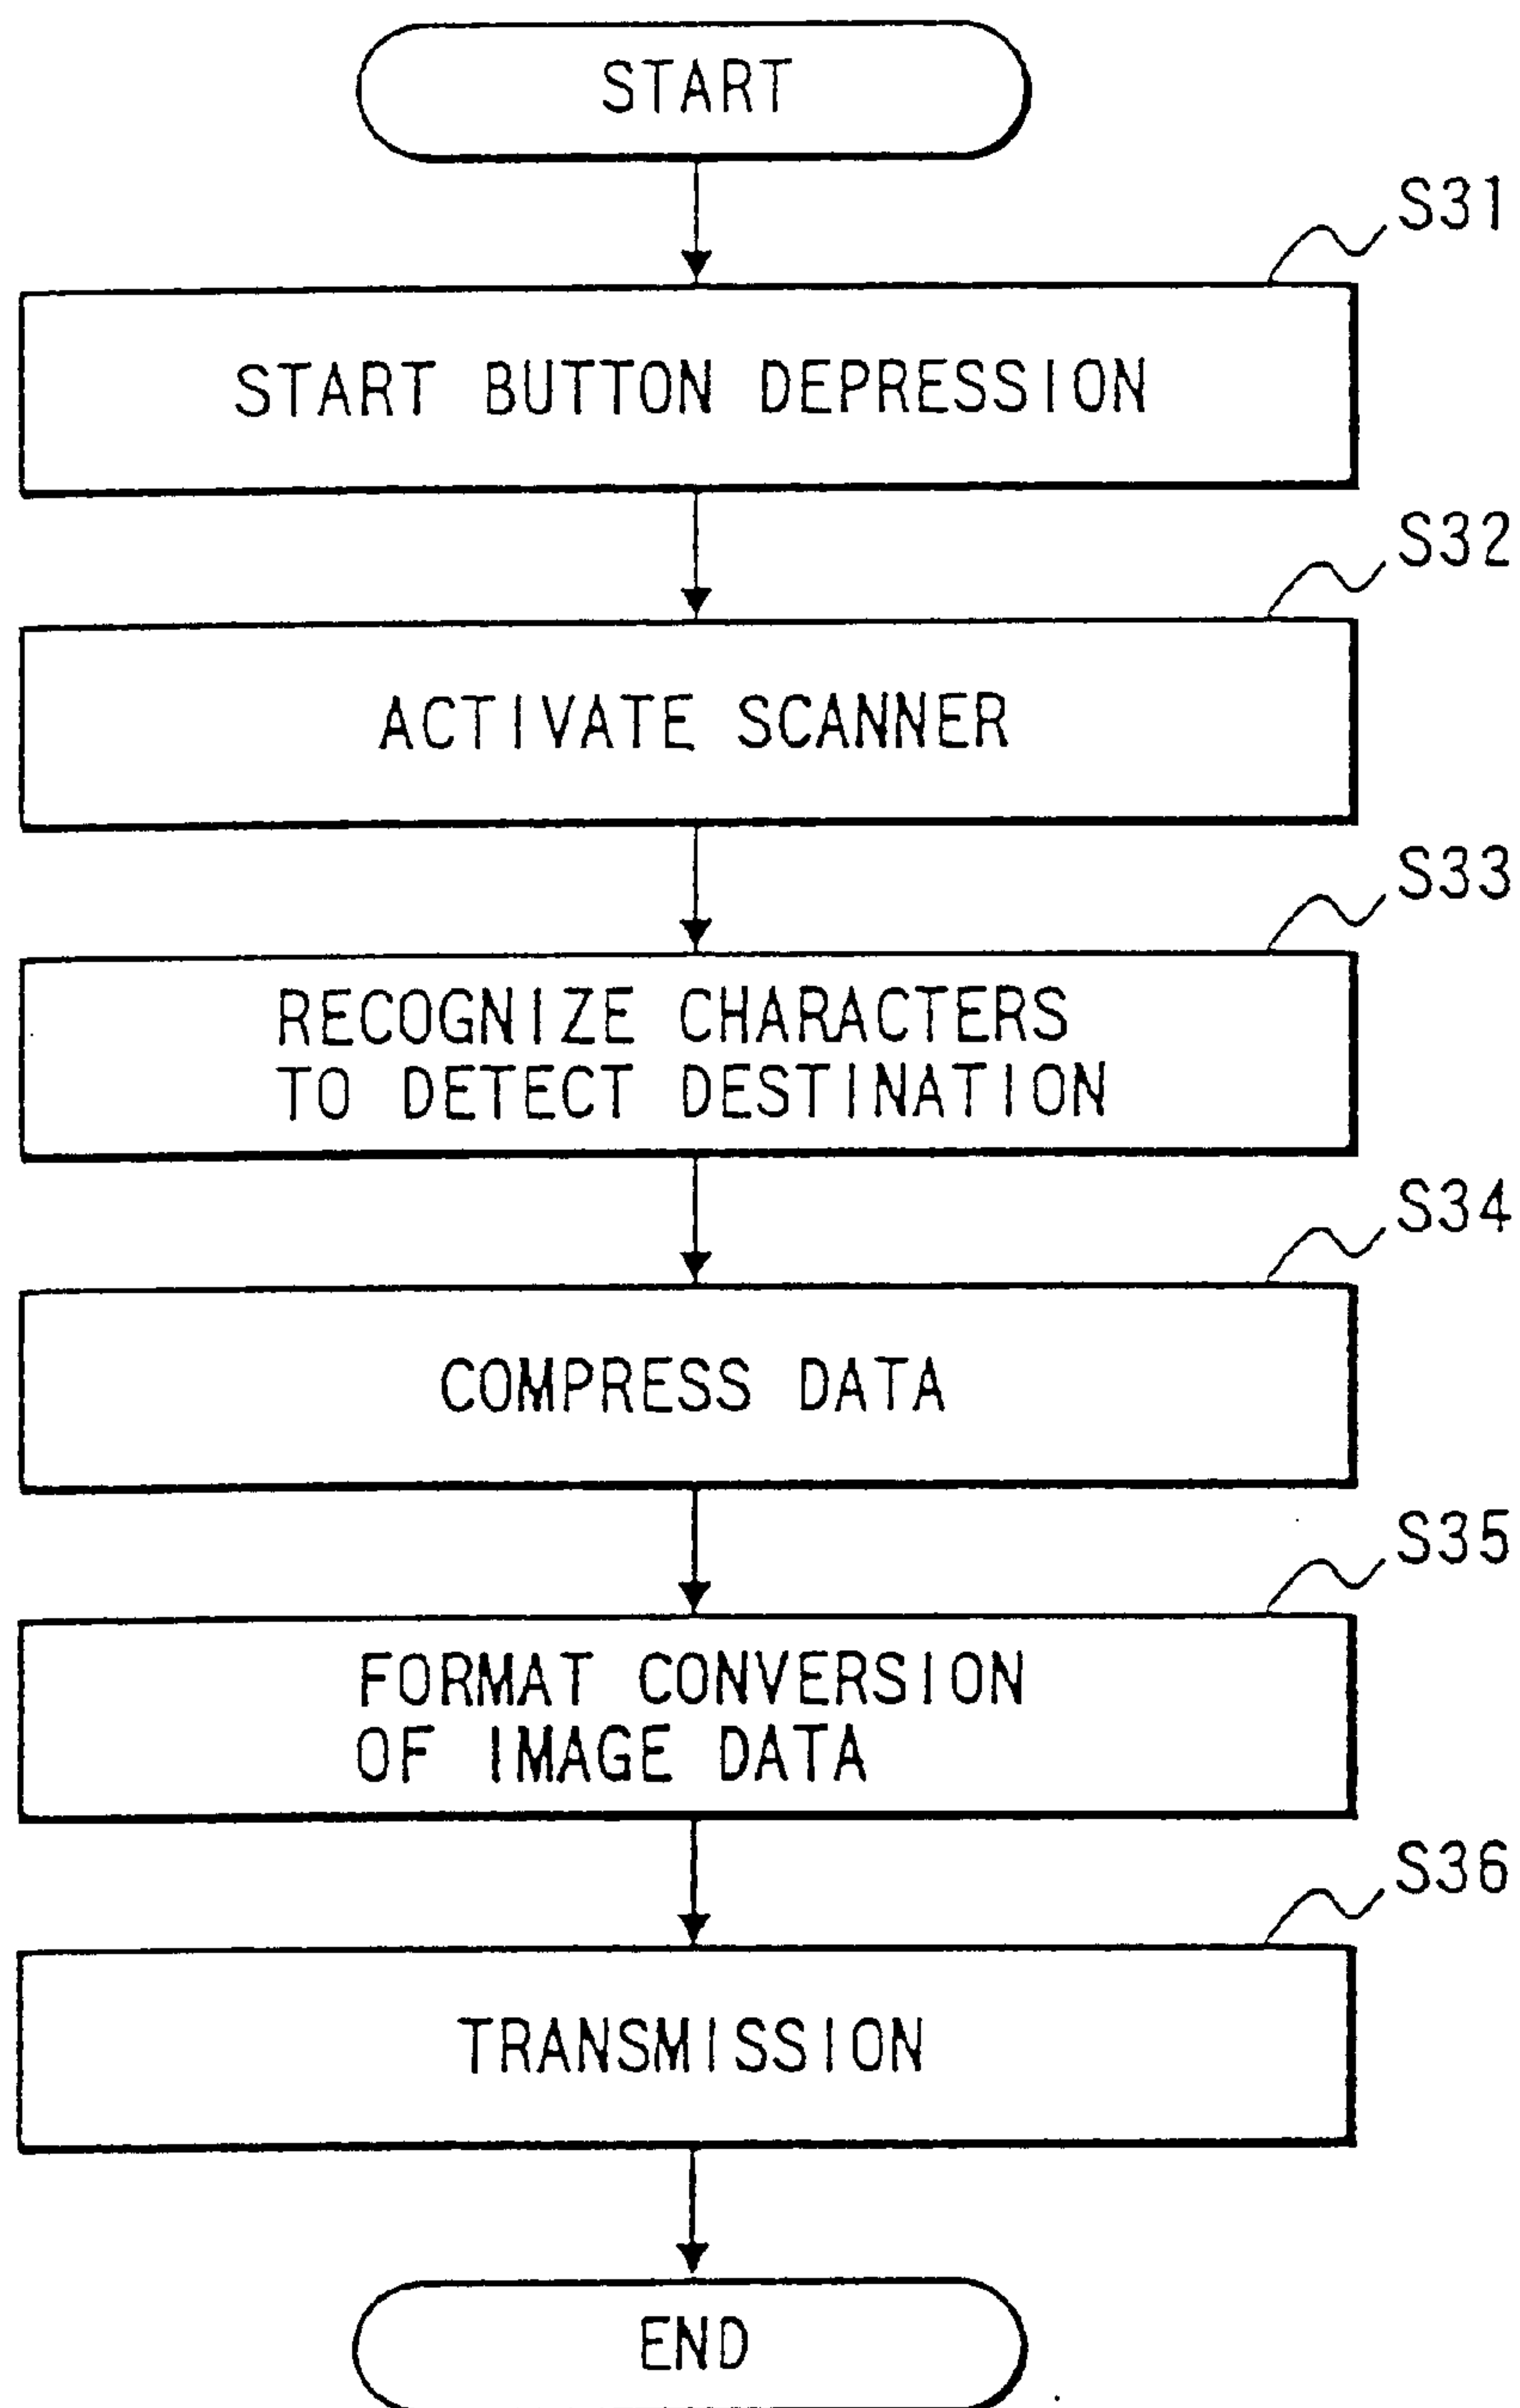 START
S31
START BUTTON DEPRESSION
S32
ACTIVATE SCANNER
S33
RECOGNIZE CHARACTERS
TO DETECT DESTINATION
S34
COMPRESS DATA
S35
FORMAT CONVERSION
OF IMAGE DATA
S36
TRANSMISSION
END